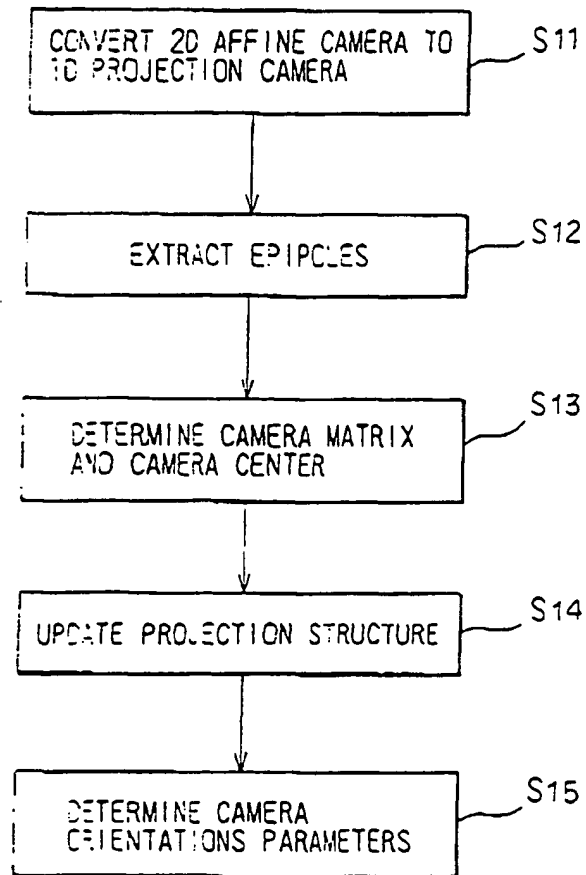 CONVERT 2D AFFINE CAMERA TO
1D PROJECTION CAMERA
S11
EXTRACT EPIPOLES
S12
DETERMINE CAMERA MATRIX
AND CAMERA CENTER
S13
UPDATE PROJECTION STRUCTURE
S14
DETERMINE CAMERA
ORIENTATIONS PARAMETERS
S15